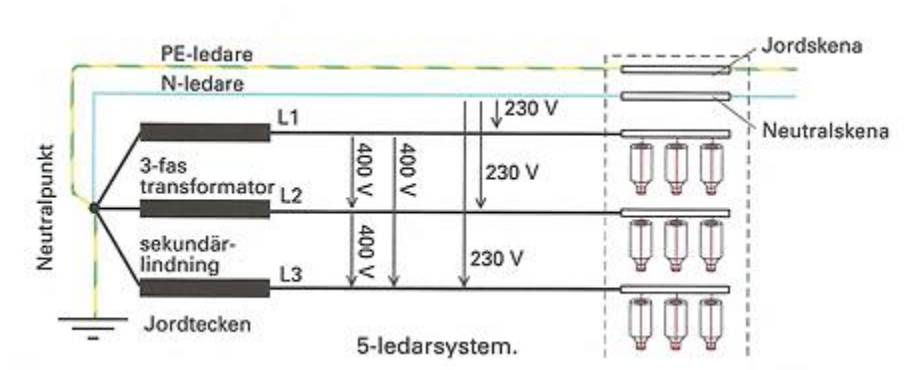 PE-ledare
Jordskena
N-ledare
230 V
L1
Neutralskena
3-fas
transformator
400 V
400 V
230 V
L2
Neutralpunkt
sekundär-
lindning
400 V
230 V
L3
Jordtecken
5-ledarsystem.